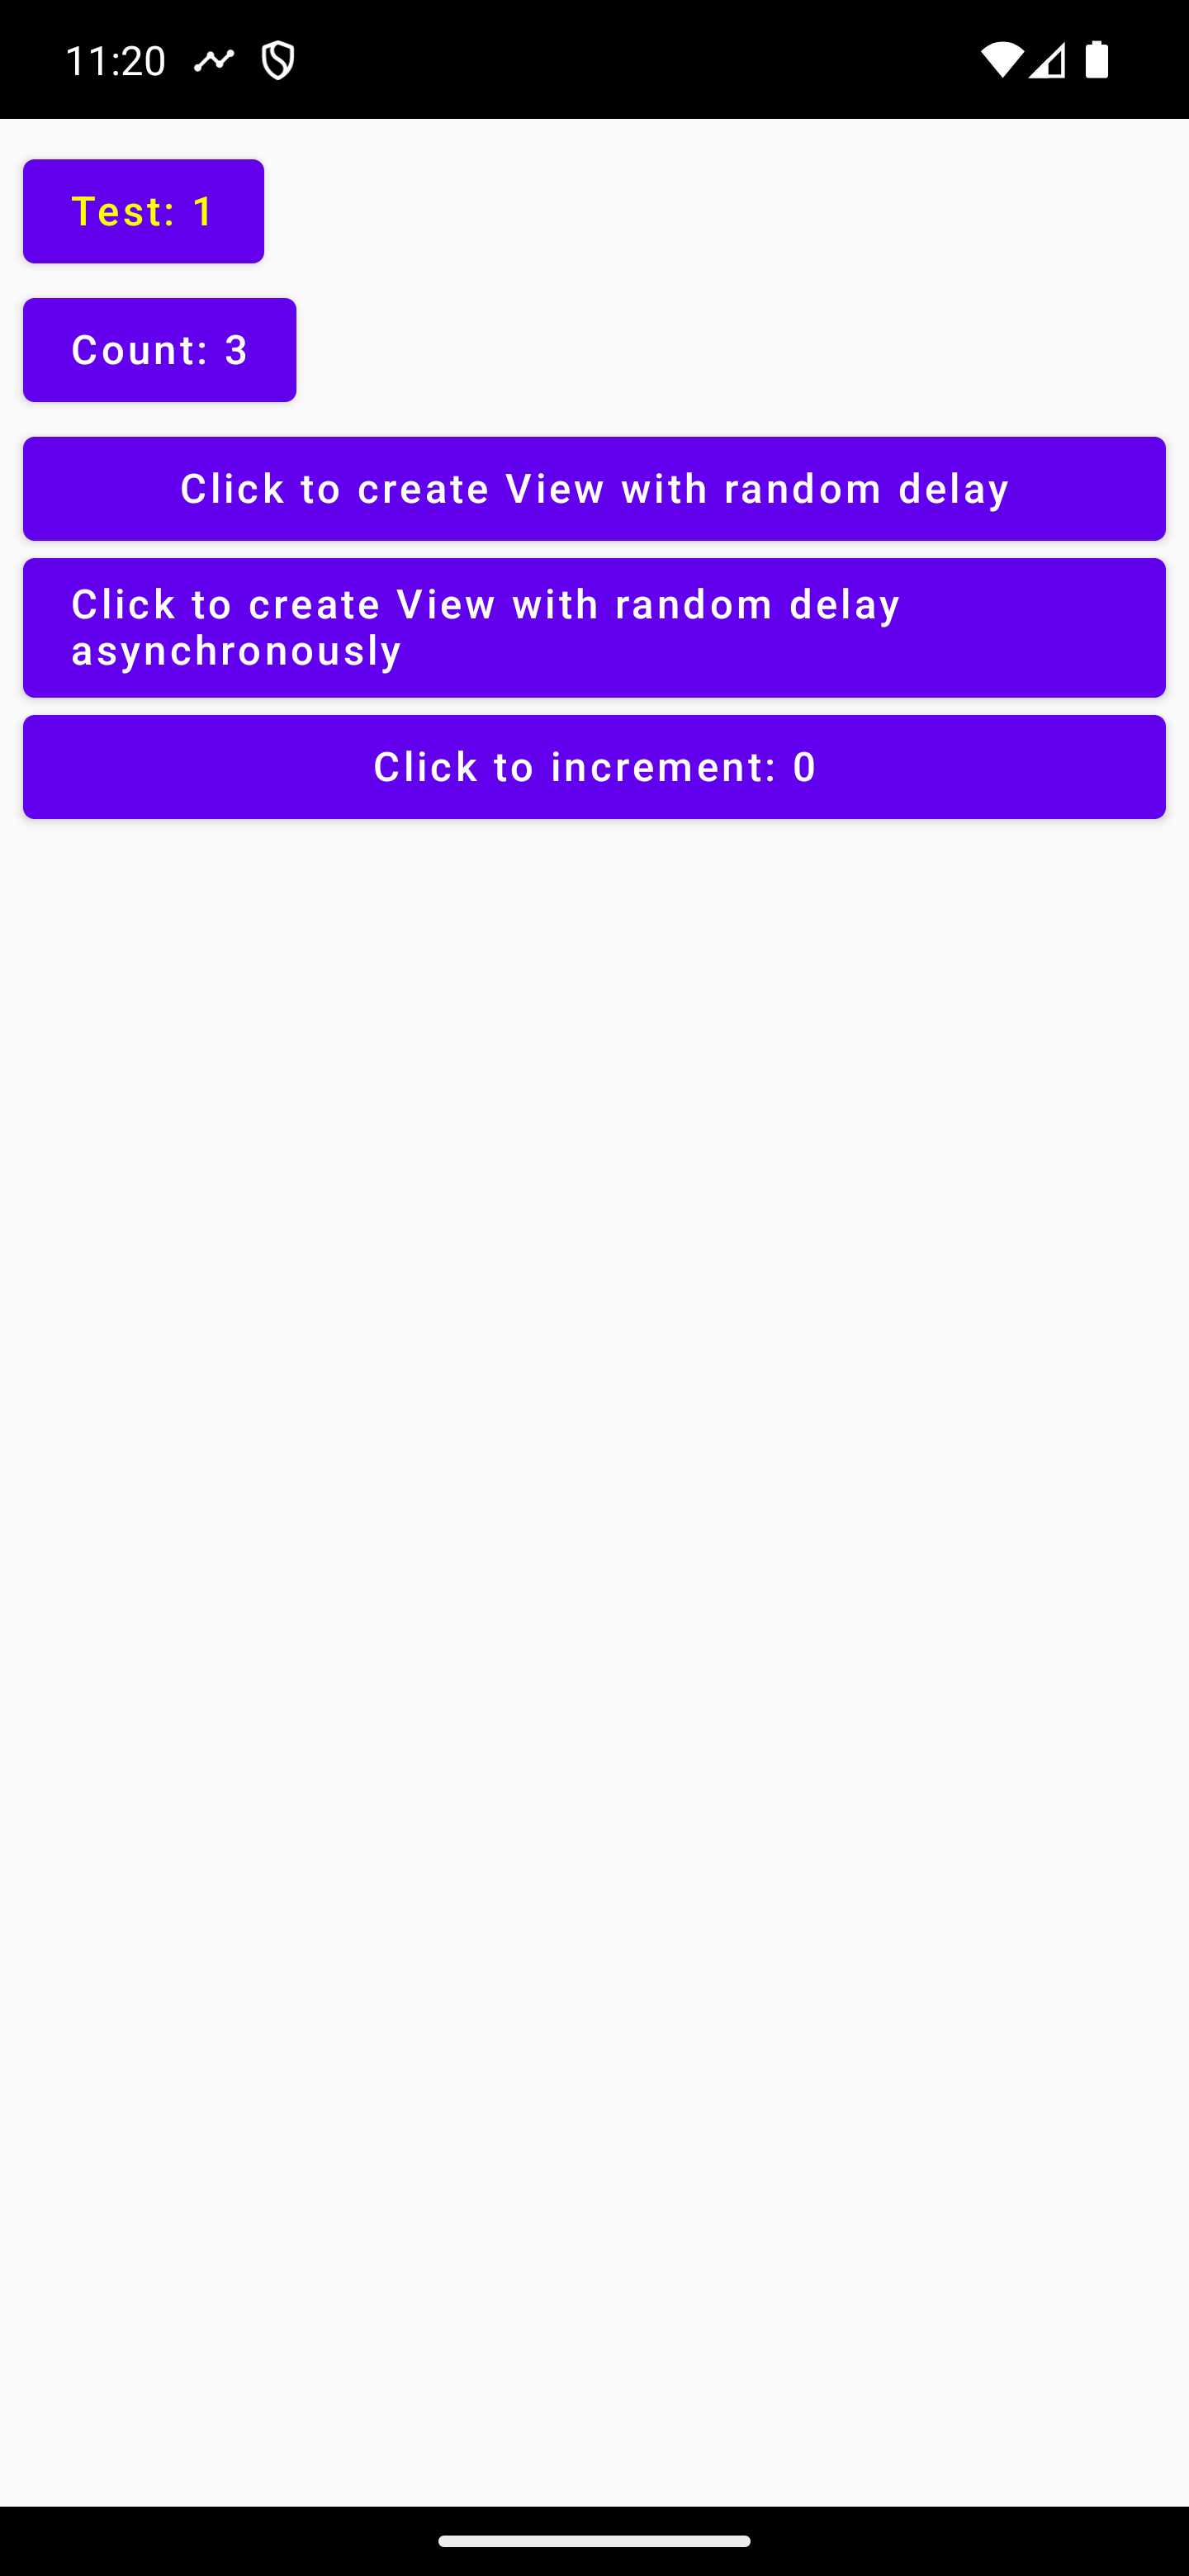 11:20
Test: 1
Count: 3
Click to create View with random delay
Click to create View with random delay
asynchronously
Click to increment: 0